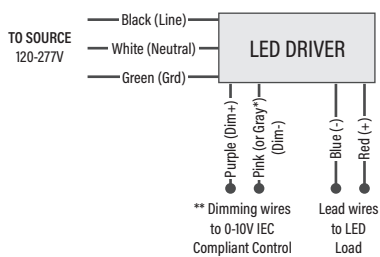 Black (Line)
TO SOURCE
120-277V
White (Neutral)
Green (Grd)
LED DRIVER
Purple (Dim+)
Pink (or Gray*)
(Dim-)
Blue (-)
Red (+)
** Dimming wires
to 0-10V IEC
Compliant Control
Lead wires
to LED
Load